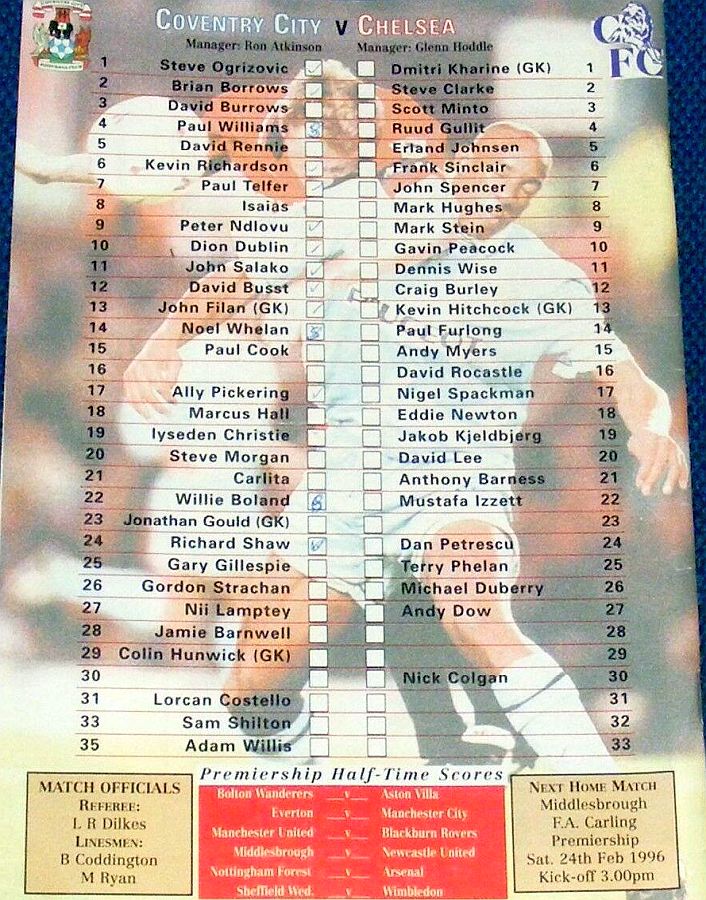 COVENTRY CITY v CHELSEA
Manager: Ron Atkinson Manager: Glenn Hoddle
1 Steve Ogrizovic Dmitri Kharine (GK) 1
2 Brian Borrows Steve Clarke 2
3 David Burrows Scott Minto 3
4 Paul Williams Ruud Gullit 4
5 David Rennie Erland Johnsen 5
6 Kevin Richardson Frank Sinclair 6
7 Paul Telfer John Spencer 7
8 Isaias Mark Hughes 8
9 Peter Ndlovu Mark Stein 9
10 Dion Dublin Gavin Peacock 10
11 John Salako Dennis Wise 11
12 David Busst Craig Burley 12
13 John Filan (GK) Kevin Hitchcock (GK) 13
14 Noel Whelan Paul Furlong 14
15 Paul Cook Andy Myers 15
16 David Rocastle 16
17 Ally Pickering Nigel Spackman 17
18 Marcus Hall Eddie Newton 18
19 Iyseden Christie Jakob Kjeldbjerg 19
20 Steve Morgan David Lee 20
21 Carlita Anthony Barness 21
22 Willie Boland Mustafa Izzett 22
23 Jonathan Gould (GK) 23
24 Richard Shaw Dan Petrescu 24
25 Gary Gillespie Terry Phelan 25
26 Gordon Strachan Michael Duberry 26
27 Nii Lamptey Andy Dow 27
28 Jamie Barnwell 28
29 Colin Hunwick (GK) 29
30 Nick Colgan 30
31 Lorcan Costello 31
33 Sam Shilton 32
35 Adam Willis 33
CFC
Premiership Half-Time Scores
Bolton Wanderers __v__ Aston Villa
Everton __v__ Manchester City
Manchester United __v__ Blackburn Rovers
Middlesbrough __v__ Newcastle United
Nottingham Forest __v__ Arsenal
Sheffield Wed. __v__ Wimbledon
MATCH OFFICIALS
REFEREE:
L R Dilkes
LINESMEN:
B Coddington
M Ryan
NEXT HOME MATCH
Middlesbrough
F.A. Carling
Premiership
Sat. 24th Feb 1996
Kick-off 3.00pm